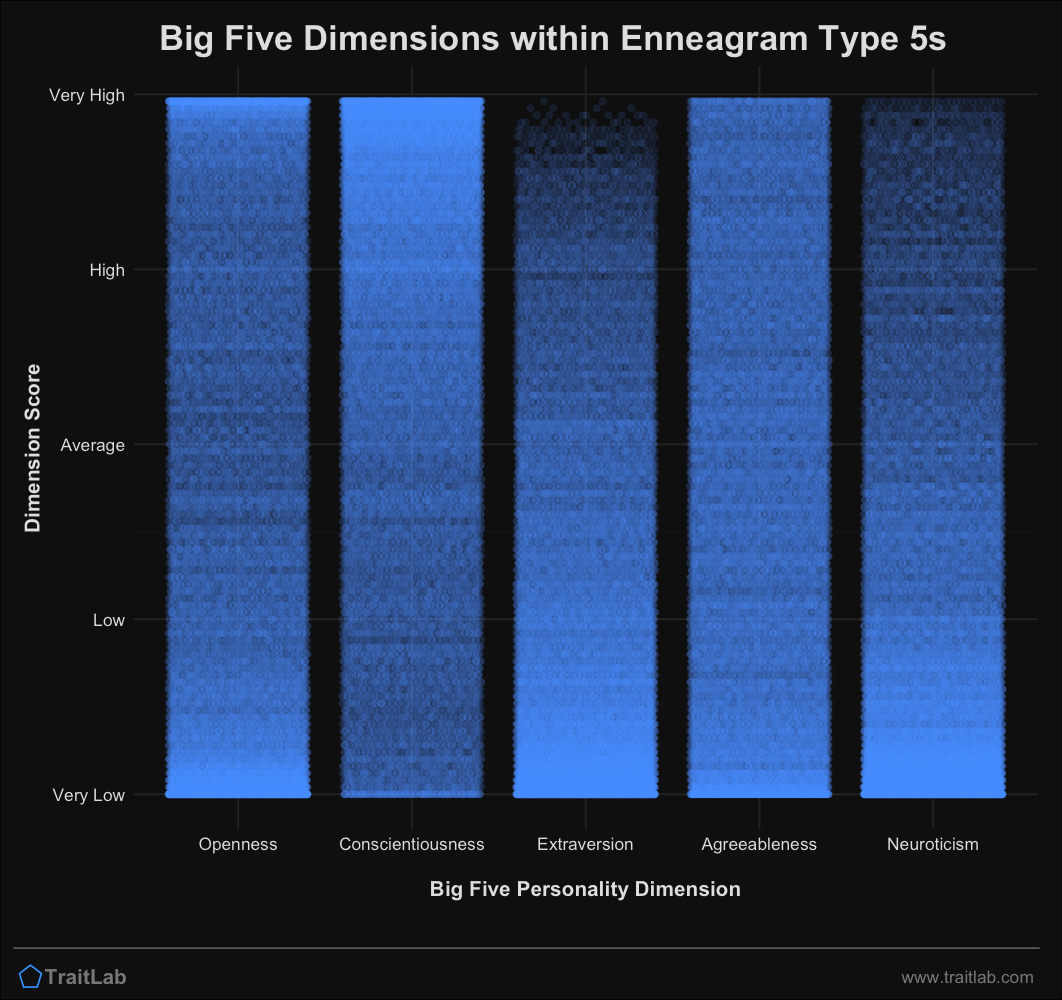 Big Five Dimensions within Enneagram Type 5s
Dimension Score
Very High
High
Average
Low
Very Low
Openness Conscientiousness Extraversion Agreeableness Neuroticism
Big Five Personality Dimension
TraitLab www.traitlab.com